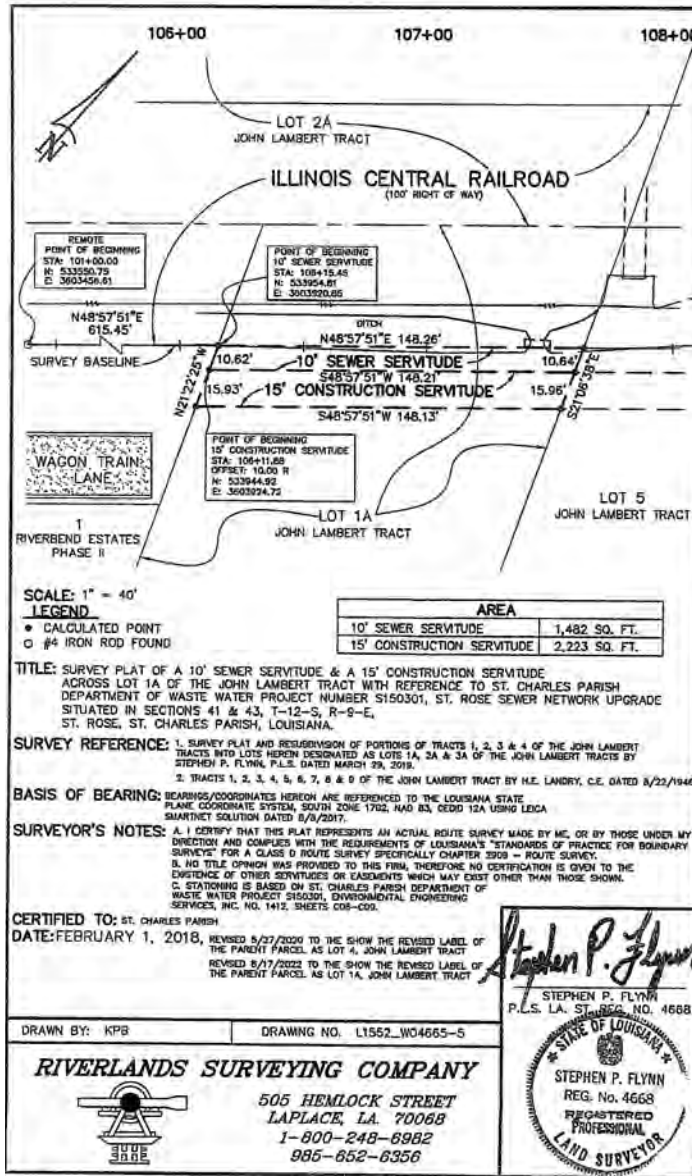 106+00
107+00
108+00
N
LOT 2A
JOHN LAMBERT TRACT
ILLINOIS CENTRAL RAILROAD
(100' RIGHT OF WAY)
REMOTE
POINT OF BEGINNING
STA: 101+00.00
N: 533550.75
E: 3603456.61
POINT OF BEGINNING
10' SEWER SERVITUDE
STA: 106+15.45
N: 533954.81
E: 3603920.85
N48°57'51"E
615.45'
SURVEY BASELINE
DITCH
N48°57'51"E 148.26'
10.62'
10' SEWER SERVITUDE
10.64'
S48°57'51"W 148.21'
15.93'
15' CONSTRUCTION SERVITUDE
15.96'
S48°57'51"W 148.13'
N21°22'25"W
S21°06'38"E
POINT OF BEGINNING
15' CONSTRUCTION SERVITUDE
STA: 106+11.88
OFFSET: 10.00 R
N: 533944.92
E: 3603924.72
WAGON TRAIN
LANE
1
RIVERBEND ESTATES
PHASE II
LOT 1A
JOHN LAMBERT TRACT
LOT 5
JOHN LAMBERT TRACT
SCALE: 1" = 40'
LEGEND
CALCULATED POINT
#4 IRON ROD FOUND
AREA
10' SEWER SERVITUDE 1,482 SQ. FT.
15' CONSTRUCTION SERVITUDE 2,223 SQ. FT.
TITLE: SURVEY PLAT OF A 10' SEWER SERVITUDE & A 15' CONSTRUCTION SERVITUDE
ACROSS LOT 1A OF THE JOHN LAMBERT TRACT WITH REFERENCE TO ST. CHARLES PARISH
DEPARTMENT OF WASTE WATER PROJECT NUMBER S150301, ST. ROSE SEWER NETWORK UPGRADE
SITUATED IN SECTIONS 41 & 43, T-12-S, R-9-E,
ST. ROSE, ST. CHARLES PARISH, LOUISIANA.
SURVEY REFERENCE: 1. SURVEY PLAT AND RESUBDIVISION OF PORTIONS OF TRACTS 1, 2, 3 & 4 OF THE JOHN LAMBERT
TRACTS INTO LOTS HEREIN DESIGNATED AS LOTS 1A, 2A & 3A OF THE JOHN LAMBERT TRACTS BY
STEPHEN P. FLYNN, P.L.S. DATED MARCH 29, 2019.
2. TRACTS 1, 2, 3, 4, 5, 6, 7, 8 & 9 OF THE JOHN LAMBERT TRACT BY H.E. LANDRY, C.E. DATED 5/22/1946
BASIS OF BEARING: BEARINGS/COORDINATES HEREON ARE REFERENCED TO THE LOUISIANA STATE
PLANE COORDINATE SYSTEM, SOUTH ZONE 1702, NAD 83, GEOID 12A USING LEICA
SMARTNET SOLUTION DATED 8/8/2017.
SURVEYOR'S NOTES: A. I CERTIFY THAT THIS PLAT REPRESENTS AN ACTUAL ROUTE SURVEY MADE BY ME, OR BY THOSE UNDER MY
DIRECTION AND COMPLIES WITH THE REQUIREMENTS OF LOUISIANA'S "STANDARDS OF PRACTICE FOR BOUNDARY
SURVEYS" FOR A CLASS D ROUTE SURVEY SPECIFICALLY CHAPTER 2909 - ROUTE SURVEY.
B. NO TITLE OPINION WAS PROVIDED TO THIS FIRM, THEREFORE NO CERTIFICATION IS GIVEN TO THE
EXISTENCE OF OTHER SERVITUDES OR EASEMENTS WHICH MAY EXIST OTHER THAN THOSE SHOWN.
C. STATIONING IS BASED ON ST. CHARLES PARISH DEPARTMENT OF
WASTE WATER PROJECT S150301, ENVIRONMENTAL ENGINEERING
SERVICES, INC. NO. 1412, SHEETS C08-C09.
CERTIFIED TO: ST. CHARLES PARISH
DATE: FEBRUARY 1, 2018, REVISED 5/27/2020 TO THE SHOW THE REVISED LABEL OF
THE PARENT PARCEL AS LOT 4, JOHN LAMBERT TRACT
REVISED 8/17/2022 TO THE SHOW THE REVISED LABEL OF
THE PARENT PARCEL AS LOT 1A, JOHN LAMBERT TRACT
Stephen P. Flynn
STEPHEN P. FLYNN
P.L.S. LA. ST. REG. NO. 4668
DRAWN BY: KPB
DRAWING NO. L1552_WO4665-5
RIVERLANDS SURVEYING COMPANY
505 HEMLOCK STREET
LAPLACE, LA. 70068
1-800-248-6982
985-652-6356
STATE OF LOUISIANA
STEPHEN P. FLYNN
REG. No. 4668
REGISTERED
PROFESSIONAL
LAND SURVEYOR